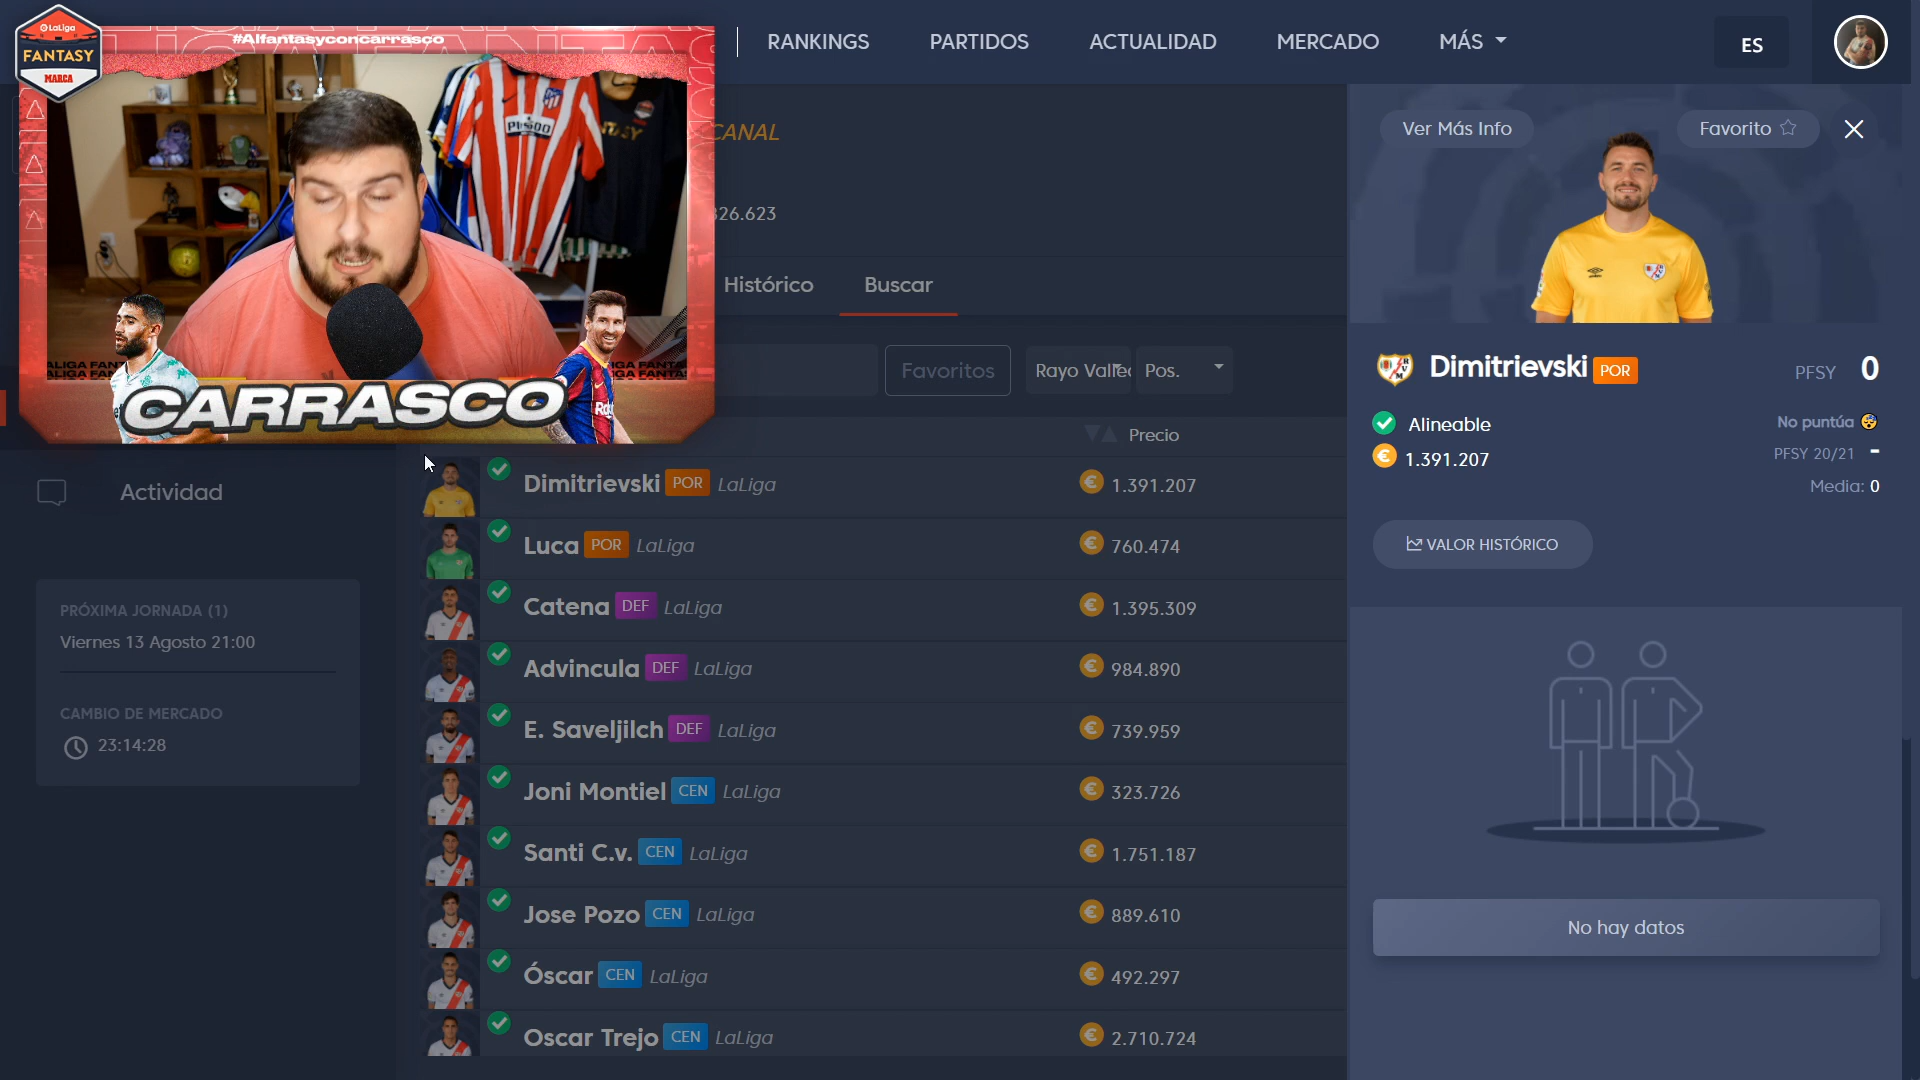 LaLiga
FANTASY
MARCA
#Alfantasyconcarrasco
RANKINGS
PARTIDOS
ACTUALIDAD
MERCADO
MÁS
ES
CANAL
326.623
Histórico
Buscar
Favoritos
Rayo Vallec
Pos.
Plus500
CARRASCO
Precio
Actividad
PRÓXIMA JORNADA (1)
Viernes 13 Agosto 21:00
CAMBIO DE MERCADO
23:14:28
Dimitrievski POR LaLiga 1.391.207
Luca POR LaLiga 760.474
Catena DEF LaLiga 1.395.309
Advincula DEF LaLiga 984.890
E. Saveljilch DEF LaLiga 739.959
Joni Montiel CEN LaLiga 323.726
Santi C.v. CEN LaLiga 1.751.187
Jose Pozo CEN LaLiga 889.610
Óscar CEN LaLiga 492.297
Oscar Trejo CEN LaLiga 2.710.724
Ver Más Info
Favorito
Dimitrievski POR
PFSY 0
Alineable
No puntúa
1.391.207
PFSY 20/21 -
Media: 0
VALOR HISTÓRICO
No hay datos